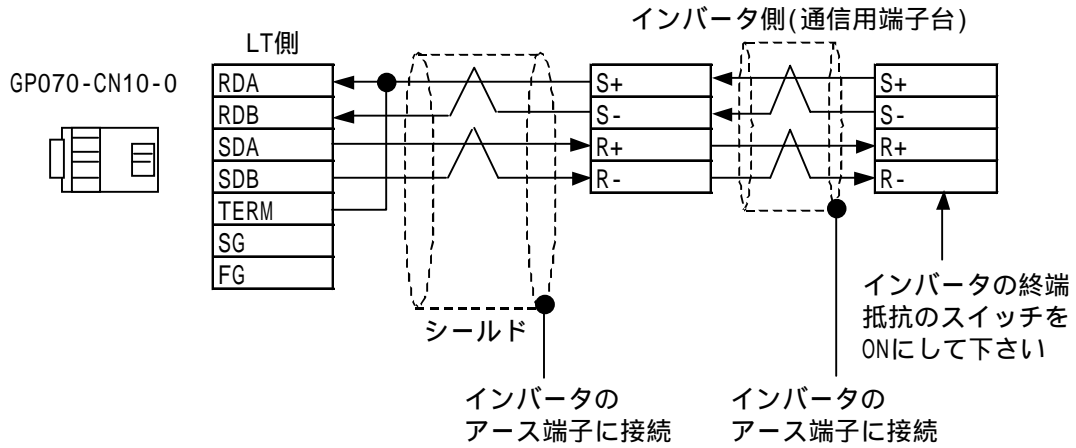 インバータ側(通信用端子台)
LT側
GP070-CN10-0
RDA
RDB
SDA
SDB
TERM
SG
FG
S+
S-
R+
R-
S+
S-
R+
R-
シールド
インバータの
アース端子に接続
インバータの
アース端子に接続
インバータの終端
抵抗のスイッチを
ONにして下さい